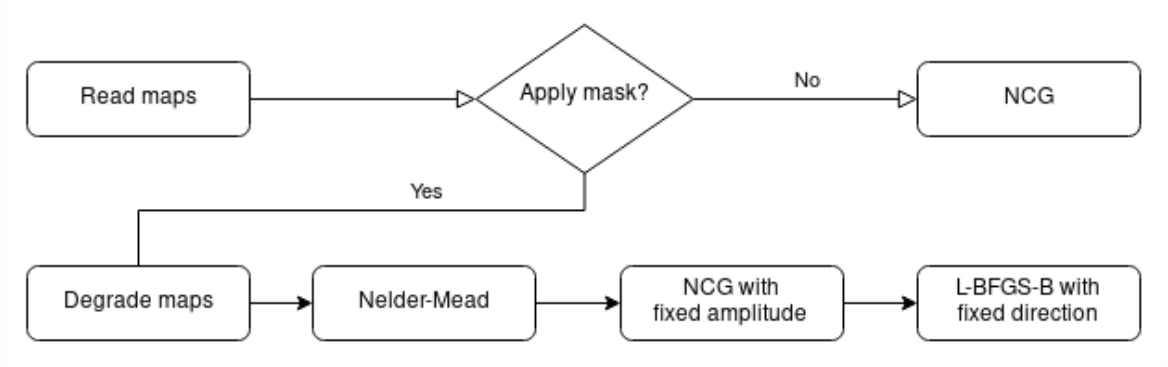 Read maps
Apply mask?
No
NCG
Yes
Degrade maps
Nelder-Mead
NCG with
fixed amplitude
L-BFGS-B with
fixed direction